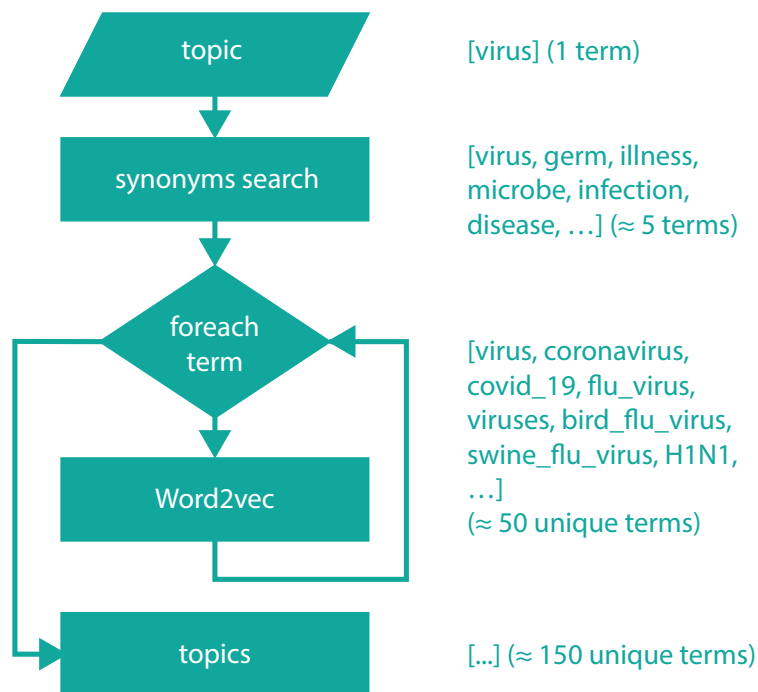 topic
[virus] (1 term)
synonyms search
[virus, germ, illness,
microbe, infection,
disease, …] (≈ 5 terms)
foreach
term
[virus, coronavirus,
covid_19, flu_virus,
viruses, bird_flu_virus,
swine_flu_virus, H1N1,
…]
(≈ 50 unique terms)
Word2vec
topics
[...] (≈ 150 unique terms)